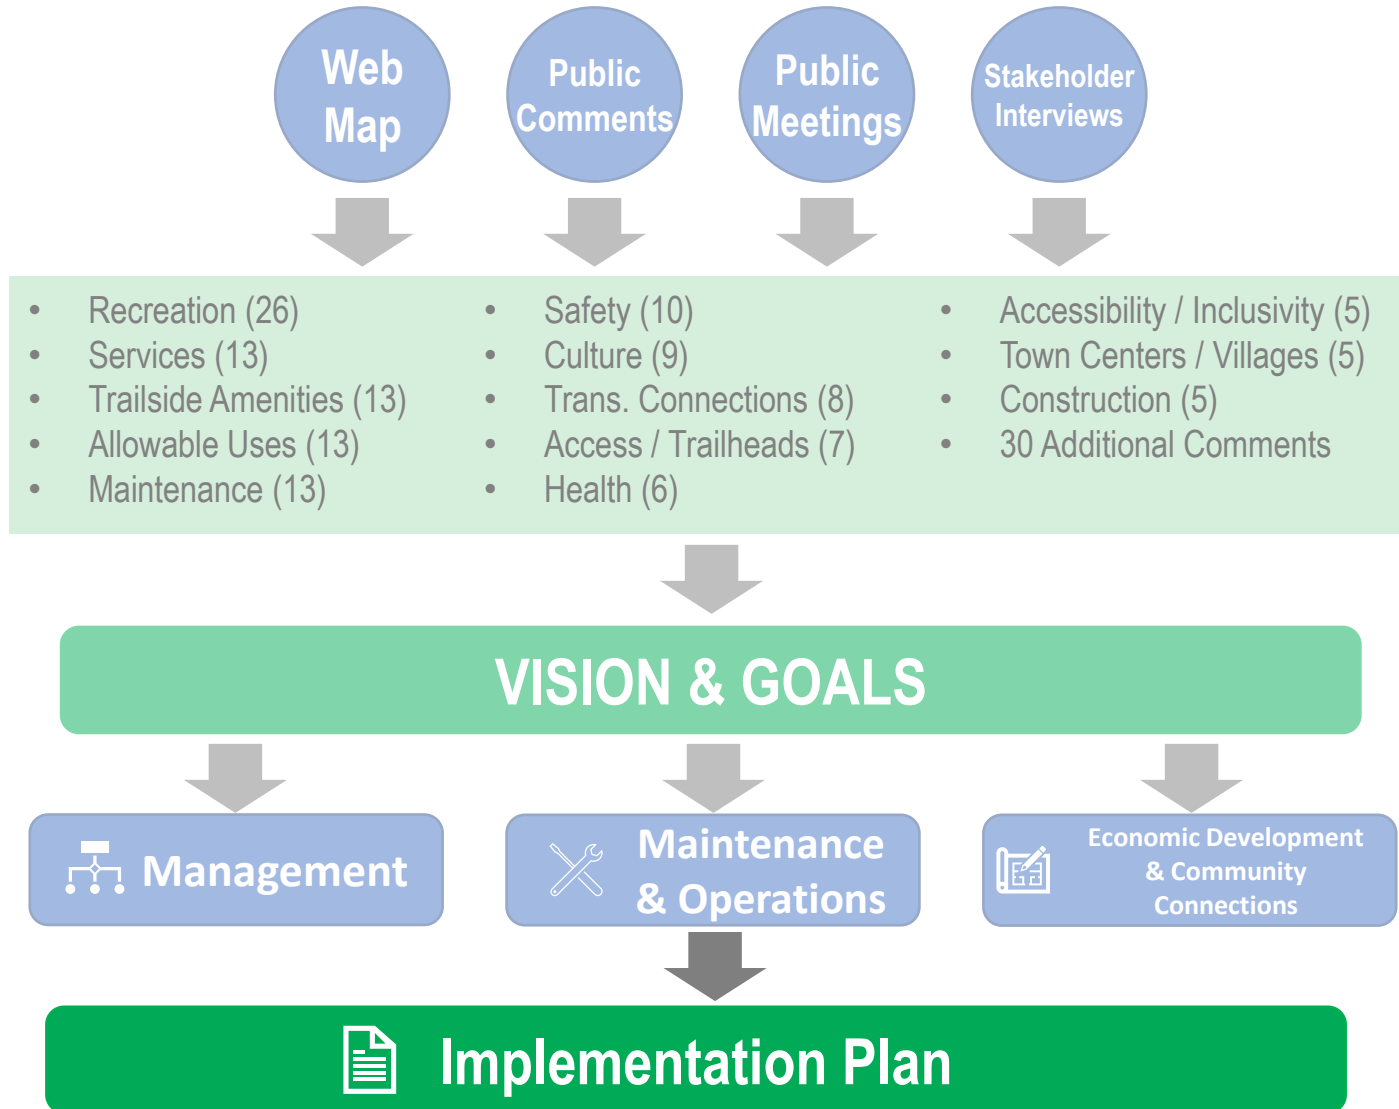 Web
Map
Public
Comments
Public
Meetings
Stakeholder
Interviews
• Recreation (26)
• Services (13)
• Trailside Amenities (13)
• Allowable Uses (13)
• Maintenance (13)
• Safety (10)
• Culture (9)
• Trans. Connections (8)
• Access / Trailheads (7)
• Health (6)
• Accessibility / Inclusivity (5)
• Town Centers / Villages (5)
• Construction (5)
• 30 Additional Comments
VISION & GOALS
Management
Maintenance
& Operations
Economic Development
& Community
Connections
Implementation Plan